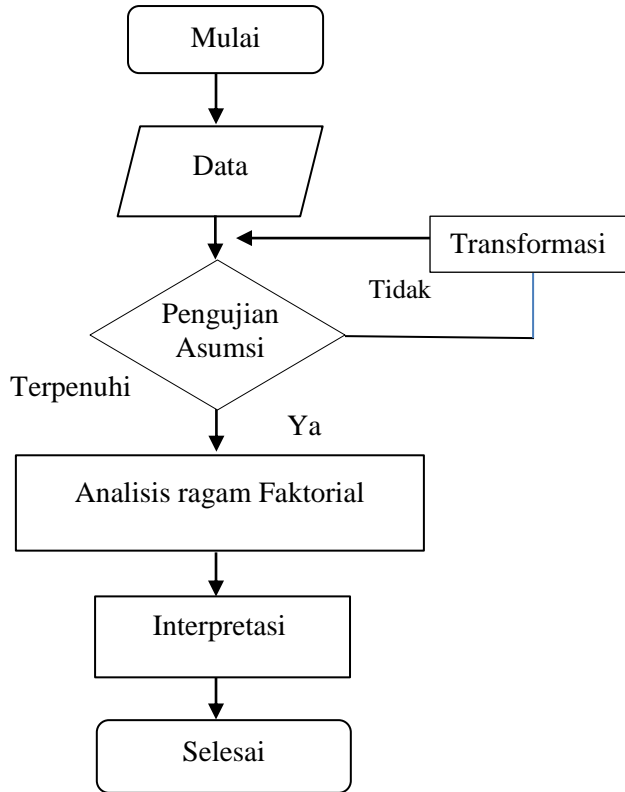 Mulai
Data
Transformasi
Tidak
Pengujian
Asumsi
Terpenuhi
Ya
Analisis ragam Faktorial
Interpretasi
Selesai